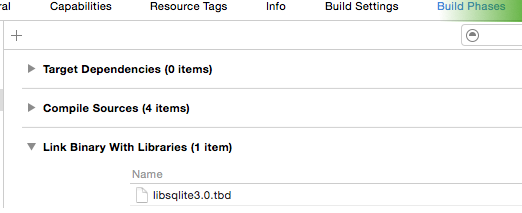 ral Capabilities Resource Tags Info Build Settings Build Phases
Target Dependencies (0 items)
Compile Sources (4 items)
Link Binary With Libraries (1 item)
Name
libsqlite3.0.tbd